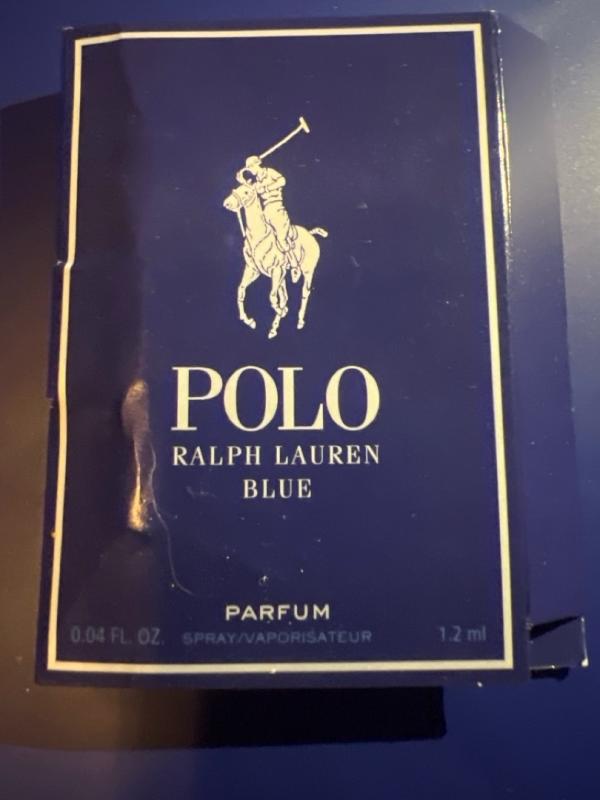 POLO
RALPH LAUREN
BLUE
PARFUM
0.04 FL. OZ. SPRAY/VAPORISATEUR 1.2 ml